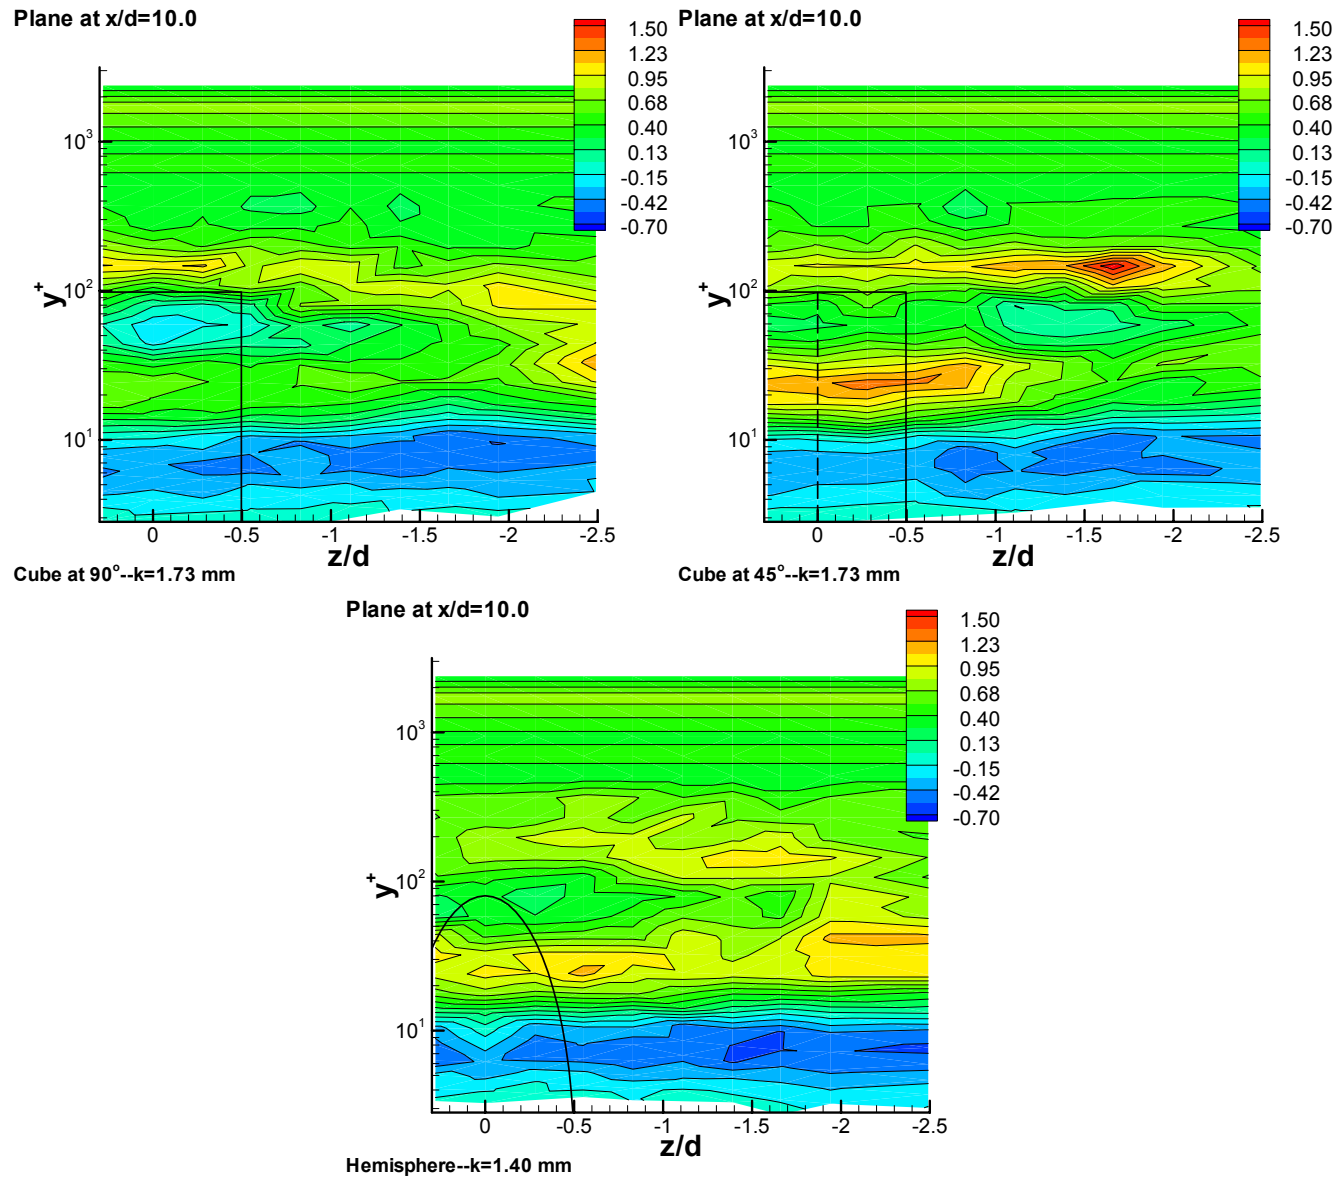 Plane at x/d=10.0
1.50
1.23
0.95
0.68
0.40
0.13
-0.15
-0.42
-0.70
10³
10²
10¹
y⁺
0 -0.5 -1 -1.5 -2 -2.5
z/d
Cube at 90°--k=1.73 mm
Plane at x/d=10.0
1.50
1.23
0.95
0.68
0.40
0.13
-0.15
-0.42
-0.70
10³
10²
10¹
y⁺
0 -0.5 -1 -1.5 -2 -2.5
z/d
Cube at 45°--k=1.73 mm
Plane at x/d=10.0
1.50
1.23
0.95
0.68
0.40
0.13
-0.15
-0.42
-0.70
10³
10²
10¹
y⁺
0 -0.5 -1 -1.5 -2 -2.5
z/d
Hemisphere--k=1.40 mm